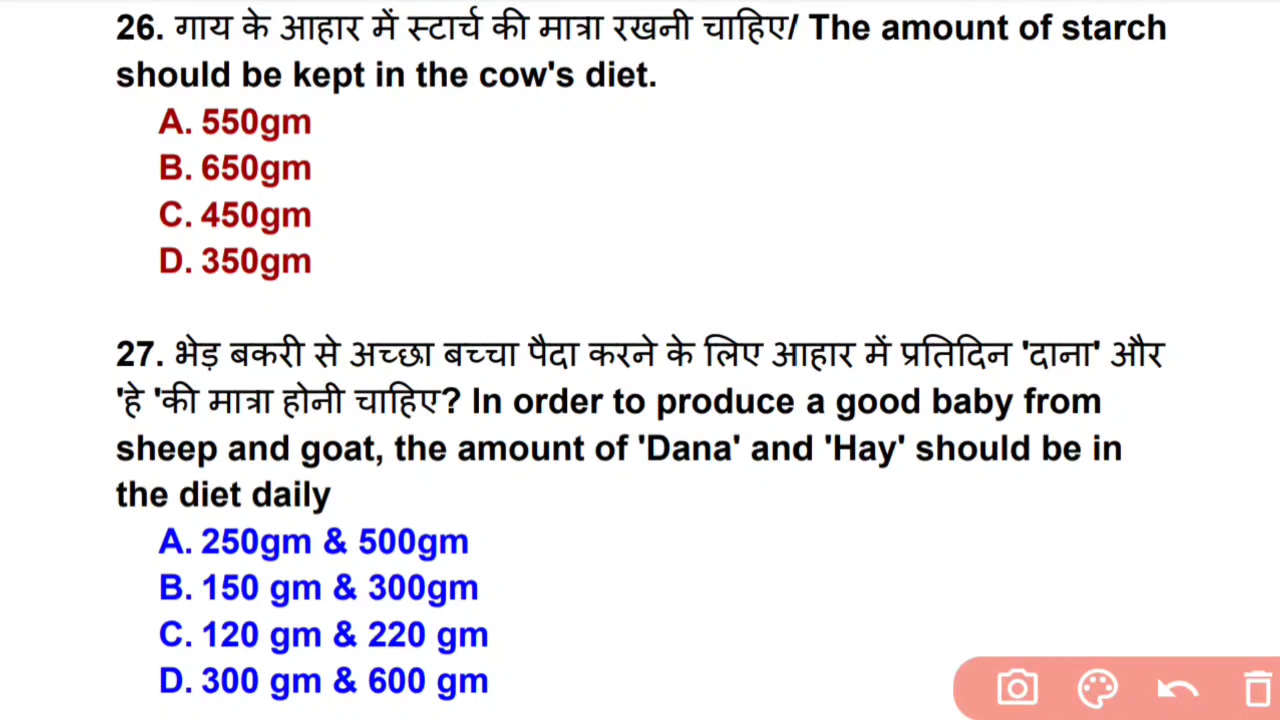 26. गाय के आहार में स्टार्च की मात्रा रखनी चाहिए/ The amount of starch
should be kept in the cow's diet.
A. 550gm
B. 650gm
C. 450gm
D. 350gm
27. भेड़ बकरी से अच्छा बच्चा पैदा करने के लिए आहार में प्रतिदिन 'दाना' और
'हे 'की मात्रा होनी चाहिए? In order to produce a good baby from
sheep and goat, the amount of 'Dana' and 'Hay' should be in
the diet daily
A. 250gm & 500gm
B. 150 gm & 300gm
C. 120 gm & 220 gm
D. 300 gm & 600 gm